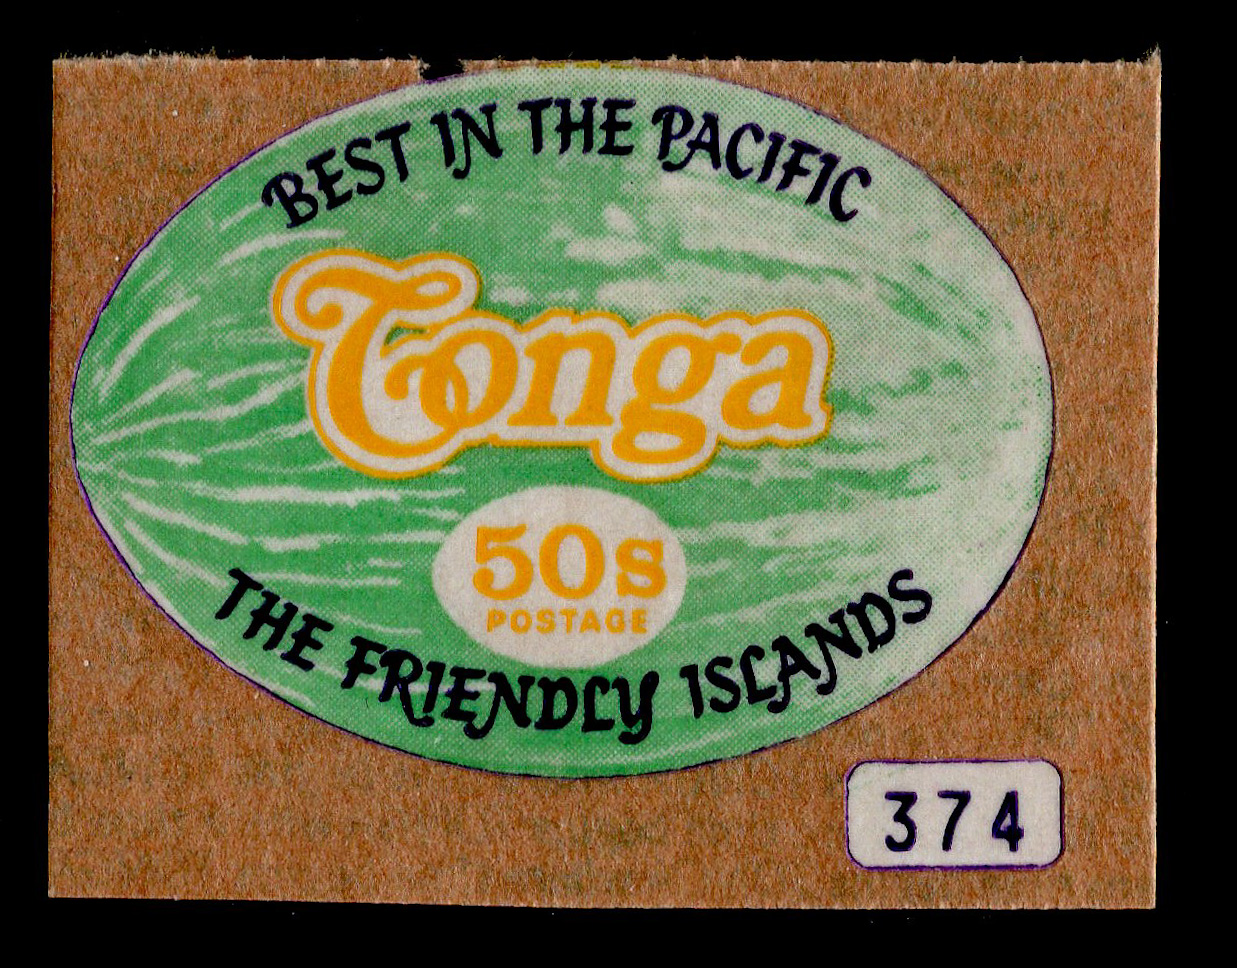 BEST IN THE PACIFIC
Tonga
50s
POSTAGE
THE FRIENDLY ISLANDS
374